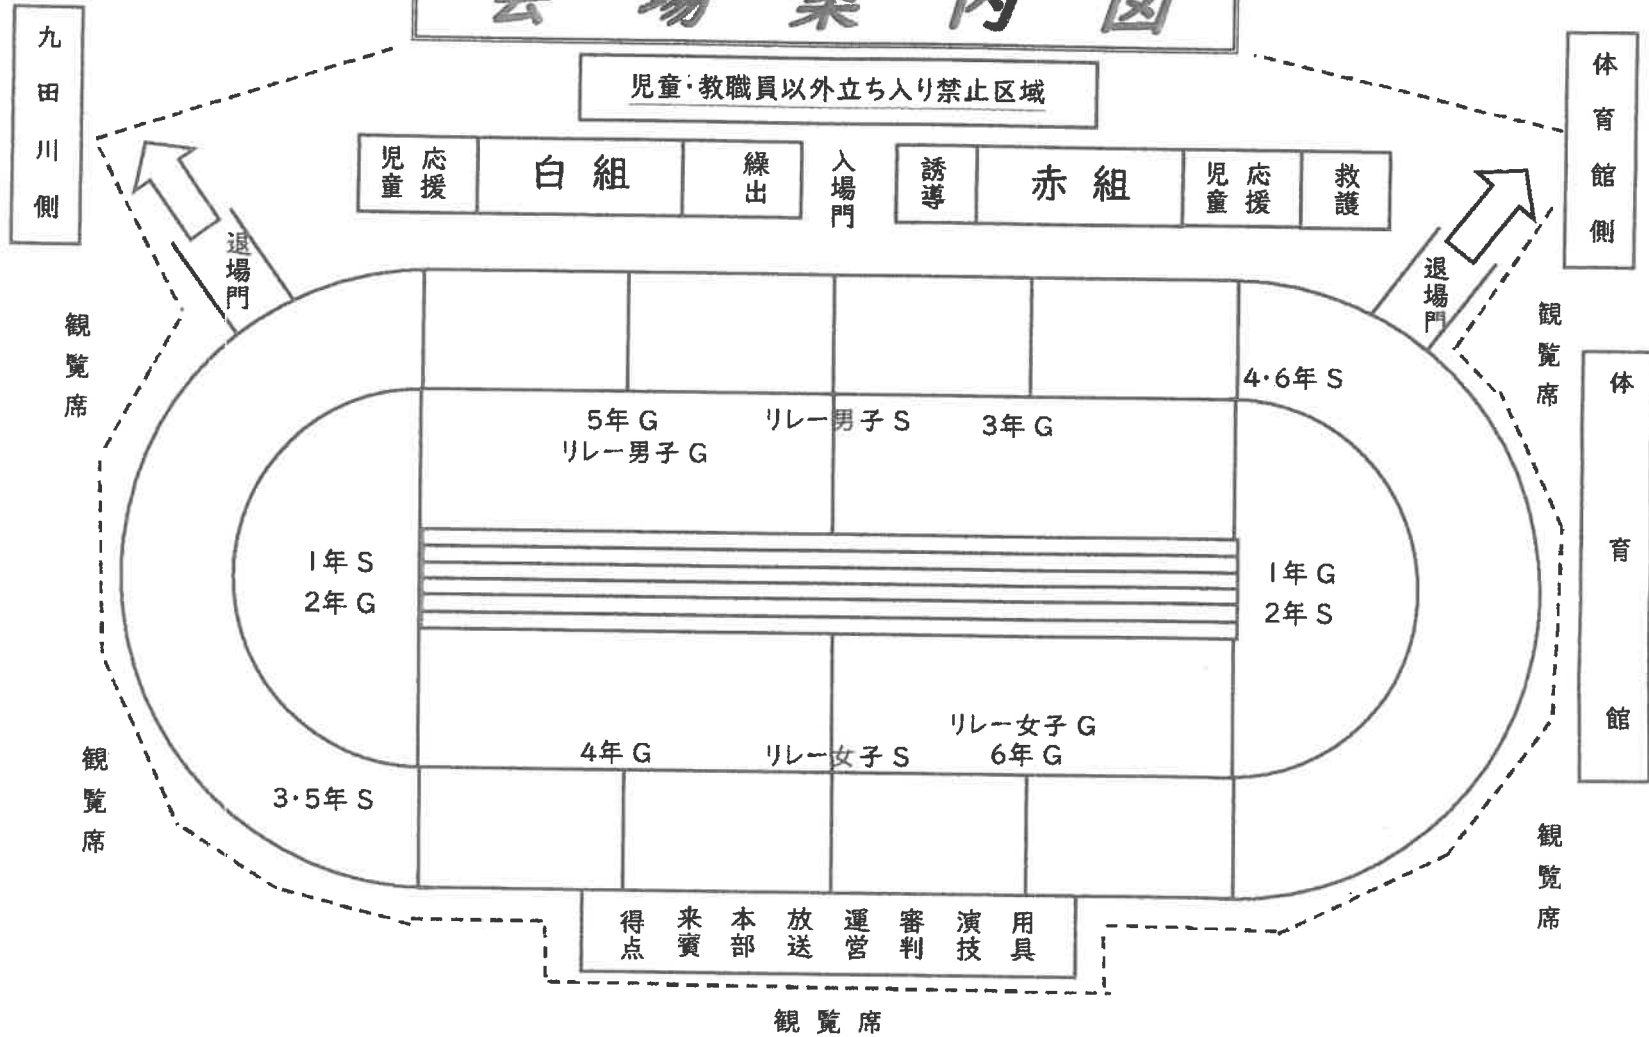 会場案内図
九田川側
体育館側
児童・教職員以外立ち入り禁止区域
児童 応援
白組
繰出
入場門
誘導
赤組
児童 応援
救護
退場門
退場門
観覧席
観覧席
体育館
4・6年 S
5年 G
リレー男子 S
3年 G
リレー男子 G
1年 S
2年 G
1年 G
2年 S
リレー女子 G
4年 G
リレー女子 S
6年 G
3・5年 S
観覧席
観覧席
得点 来賓 本部 放送 運営 審判 演技 用具
観覧席